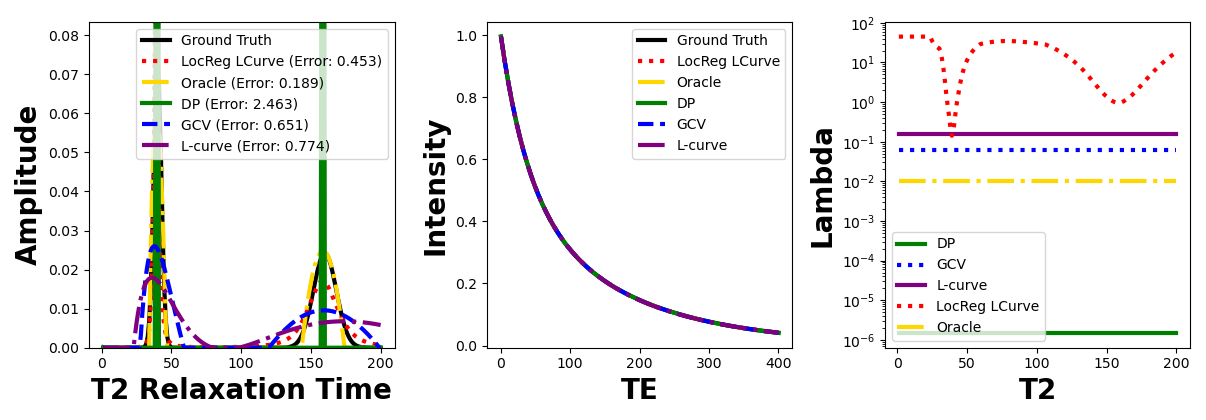 Amplitude
0.08
0.07
0.06
0.05
0.04
0.03
0.02
0.01
0.00
Ground Truth
LocReg LCurve (Error: 0.453)
Oracle (Error: 0.189)
DP (Error: 2.463)
GCV (Error: 0.651)
L-curve (Error: 0.774)
0 50 100 150 200
T2 Relaxation Time
Intensity
1.0
0.8
0.6
0.4
0.2
0.0
Ground Truth
LocReg LCurve
Oracle
DP
GCV
L-curve
0 100 200 300 400
TE
Lambda
10²
10¹
10⁰
10⁻¹
10⁻²
10⁻³
10⁻⁴
10⁻⁵
10⁻⁶
DP
GCV
L-curve
LocReg LCurve
Oracle
0 50 100 150 200
T2